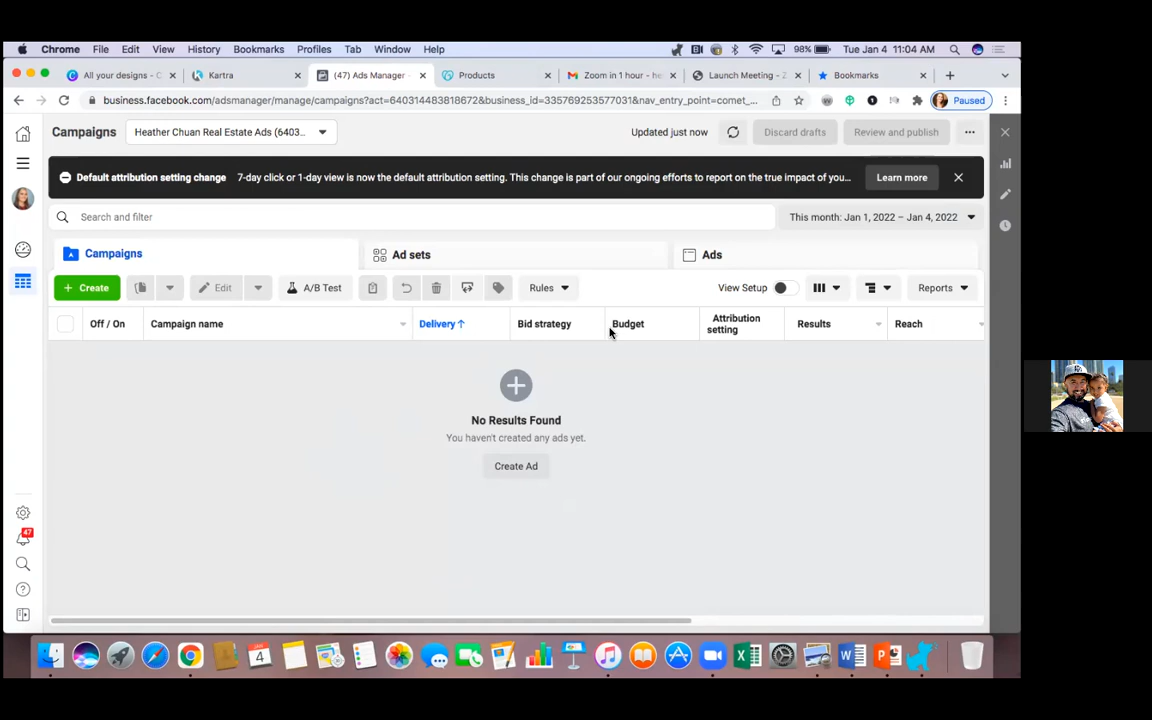 Chrome File Edit View History Bookmarks Profiles Tab Window Help 98% Tue Jan 4 11:04 AM
All your designs - C Kartra (47) Ads Manager - Products Zoom in 1 hour - he Launch Meeting - Z Bookmarks
business.facebook.com/adsmanager/manage/campaigns?act=640314483818672&business_id=335769253577031&nav_entry_point=comet_... Paused
Campaigns Heather Chuan Real Estate Ads (6403... Updated just now Discard drafts Review and publish
Default attribution setting change 7-day click or 1-day view is now the default attribution setting. This change is part of our ongoing efforts to report on the true impact of you... Learn more
Search and filter This month: Jan 1, 2022 – Jan 4, 2022
Campaigns Ad sets Ads
+ Create Edit A/B Test Rules View Setup Reports
Off / On Campaign name Delivery ↑ Bid strategy Budget Attribution setting Results Reach
No Results Found
You haven't created any ads yet.
Create Ad
47
4